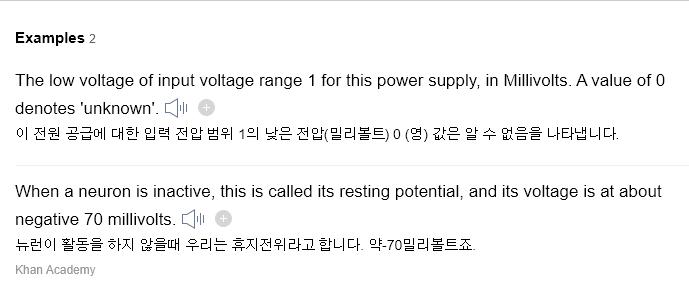 Examples 2
The low voltage of input voltage range 1 for this power supply, in Millivolts. A value of 0
denotes 'unknown'.
이 전원 공급에 대한 입력 전압 범위 1의 낮은 전압(밀리볼트) 0 (영) 값은 알 수 없음을 나타냅니다.
When a neuron is inactive, this is called its resting potential, and its voltage is at about
negative 70 millivolts.
뉴런이 활동을 하지 않을때 우리는 휴지전위라고 합니다. 약-70밀리볼트죠.
Khan Academy